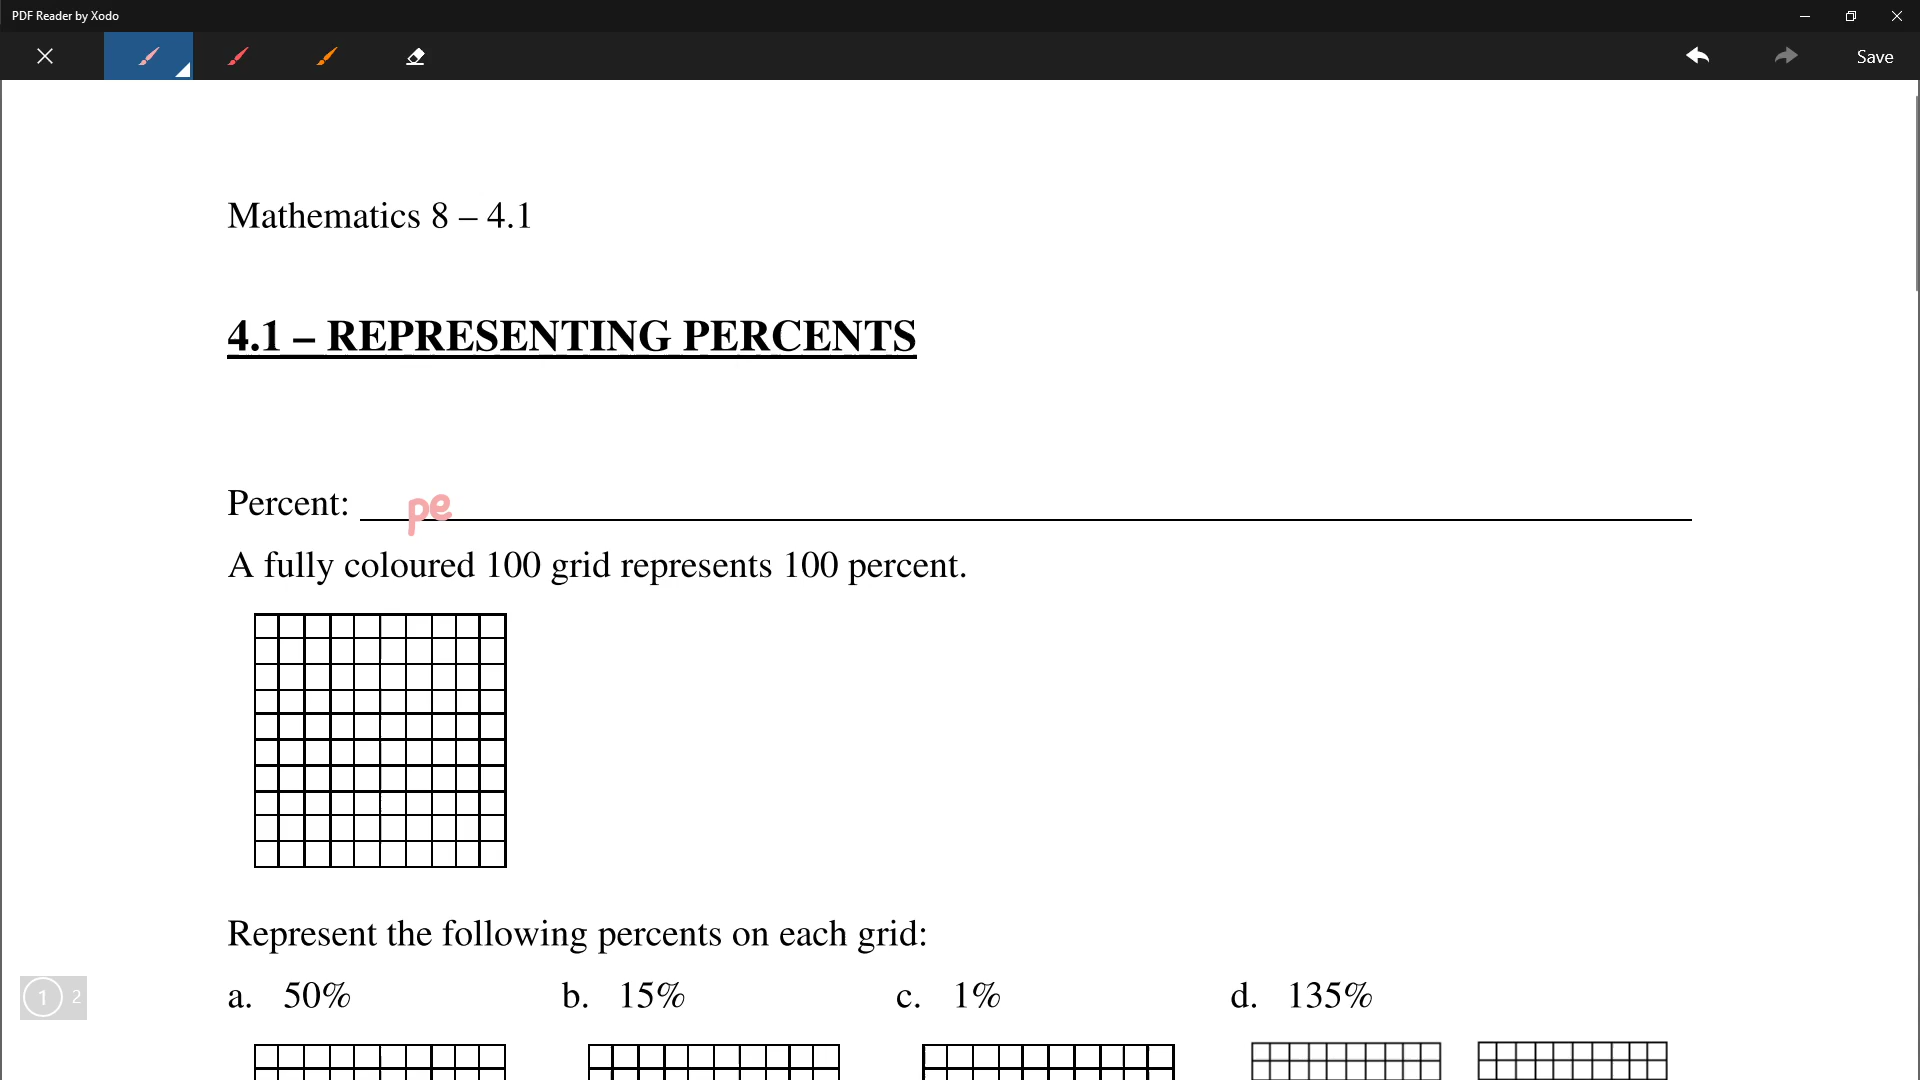 PDF Reader by Xodo
Save
Mathematics 8 – 4.1
4.1 – REPRESENTING PERCENTS
Percent: pe
A fully coloured 100 grid represents 100 percent.
Represent the following percents on each grid:
a. 50% b. 15% c. 1% d. 135%
1 2